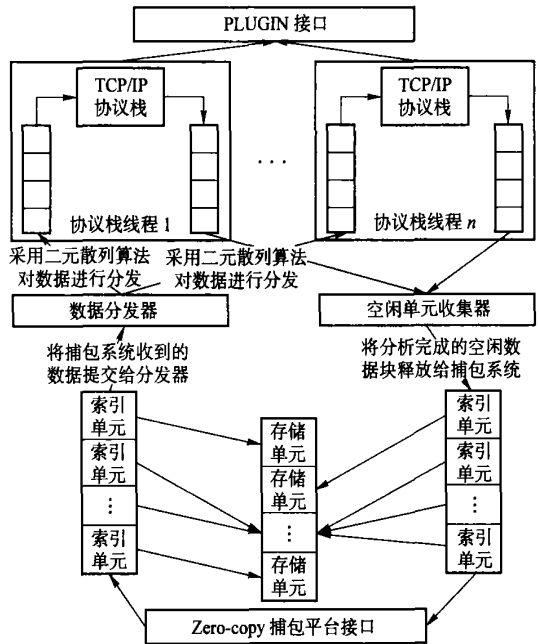 PLUGIN 接口
TCP/IP
协议栈
TCP/IP
协议栈
...
协议栈线程 1
协议栈线程 n
采用二元散列算法
对数据进行分发
采用二元散列算法
对数据进行分发
数据分发器
空闲单元收集器
将捕包系统收到的
数据提交给分发器
将分析完成的空闲数
据块释放给捕包系统
索引
单元
索引
单元
⋮
索引
单元
存储
单元
存储
单元
⋮
存储
单元
索引
单元
索引
单元
⋮
索引
单元
Zero-copy 捕包平台接口